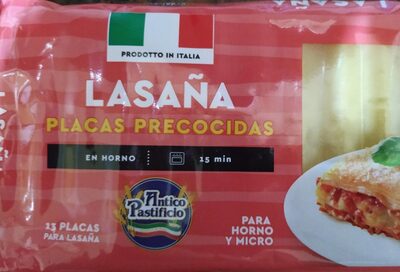 LASAÑA
PRODOTTO IN ITALIA
LASAÑA
PLACAS PRECOCIDAS
EN HORNO
15 min
Antico
Pastificio
13 PLACAS
PARA LASAÑA
PARA
HORNO
Y MICRO